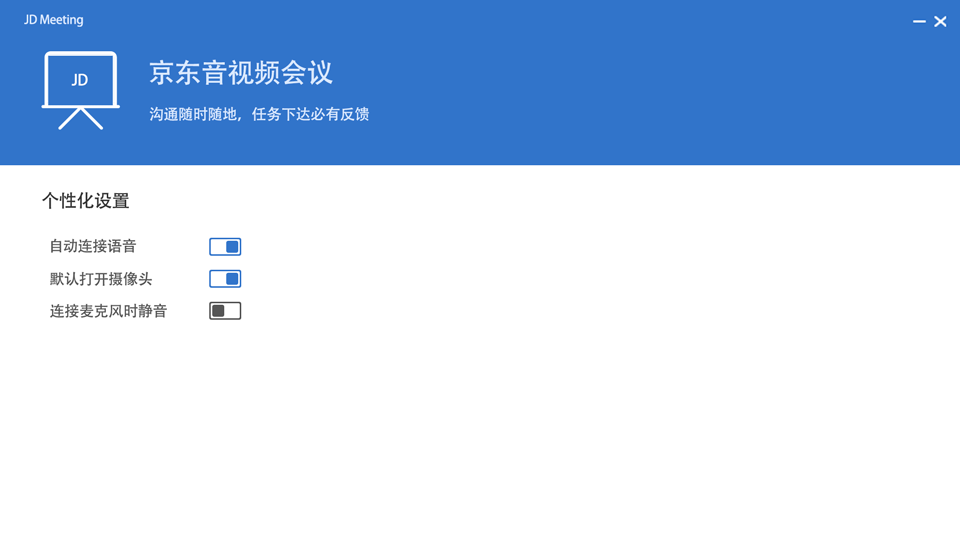 JD Meeting
JD
京东音视频会议
沟通随时随地，任务下达必有反馈
个性化设置
自动连接语音
默认打开摄像头
连接麦克风时静音